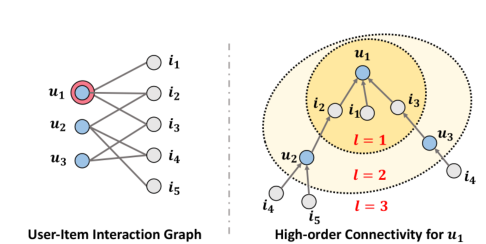 u₁
u₂
u₃
i₁
i₂
i₃
i₄
i₅
User-Item Interaction Graph
u₁
i₂
i₁
i₃
l = 1
u₂
u₃
l = 2
i₄
i₅
l = 3
i₄
High-order Connectivity for u₁